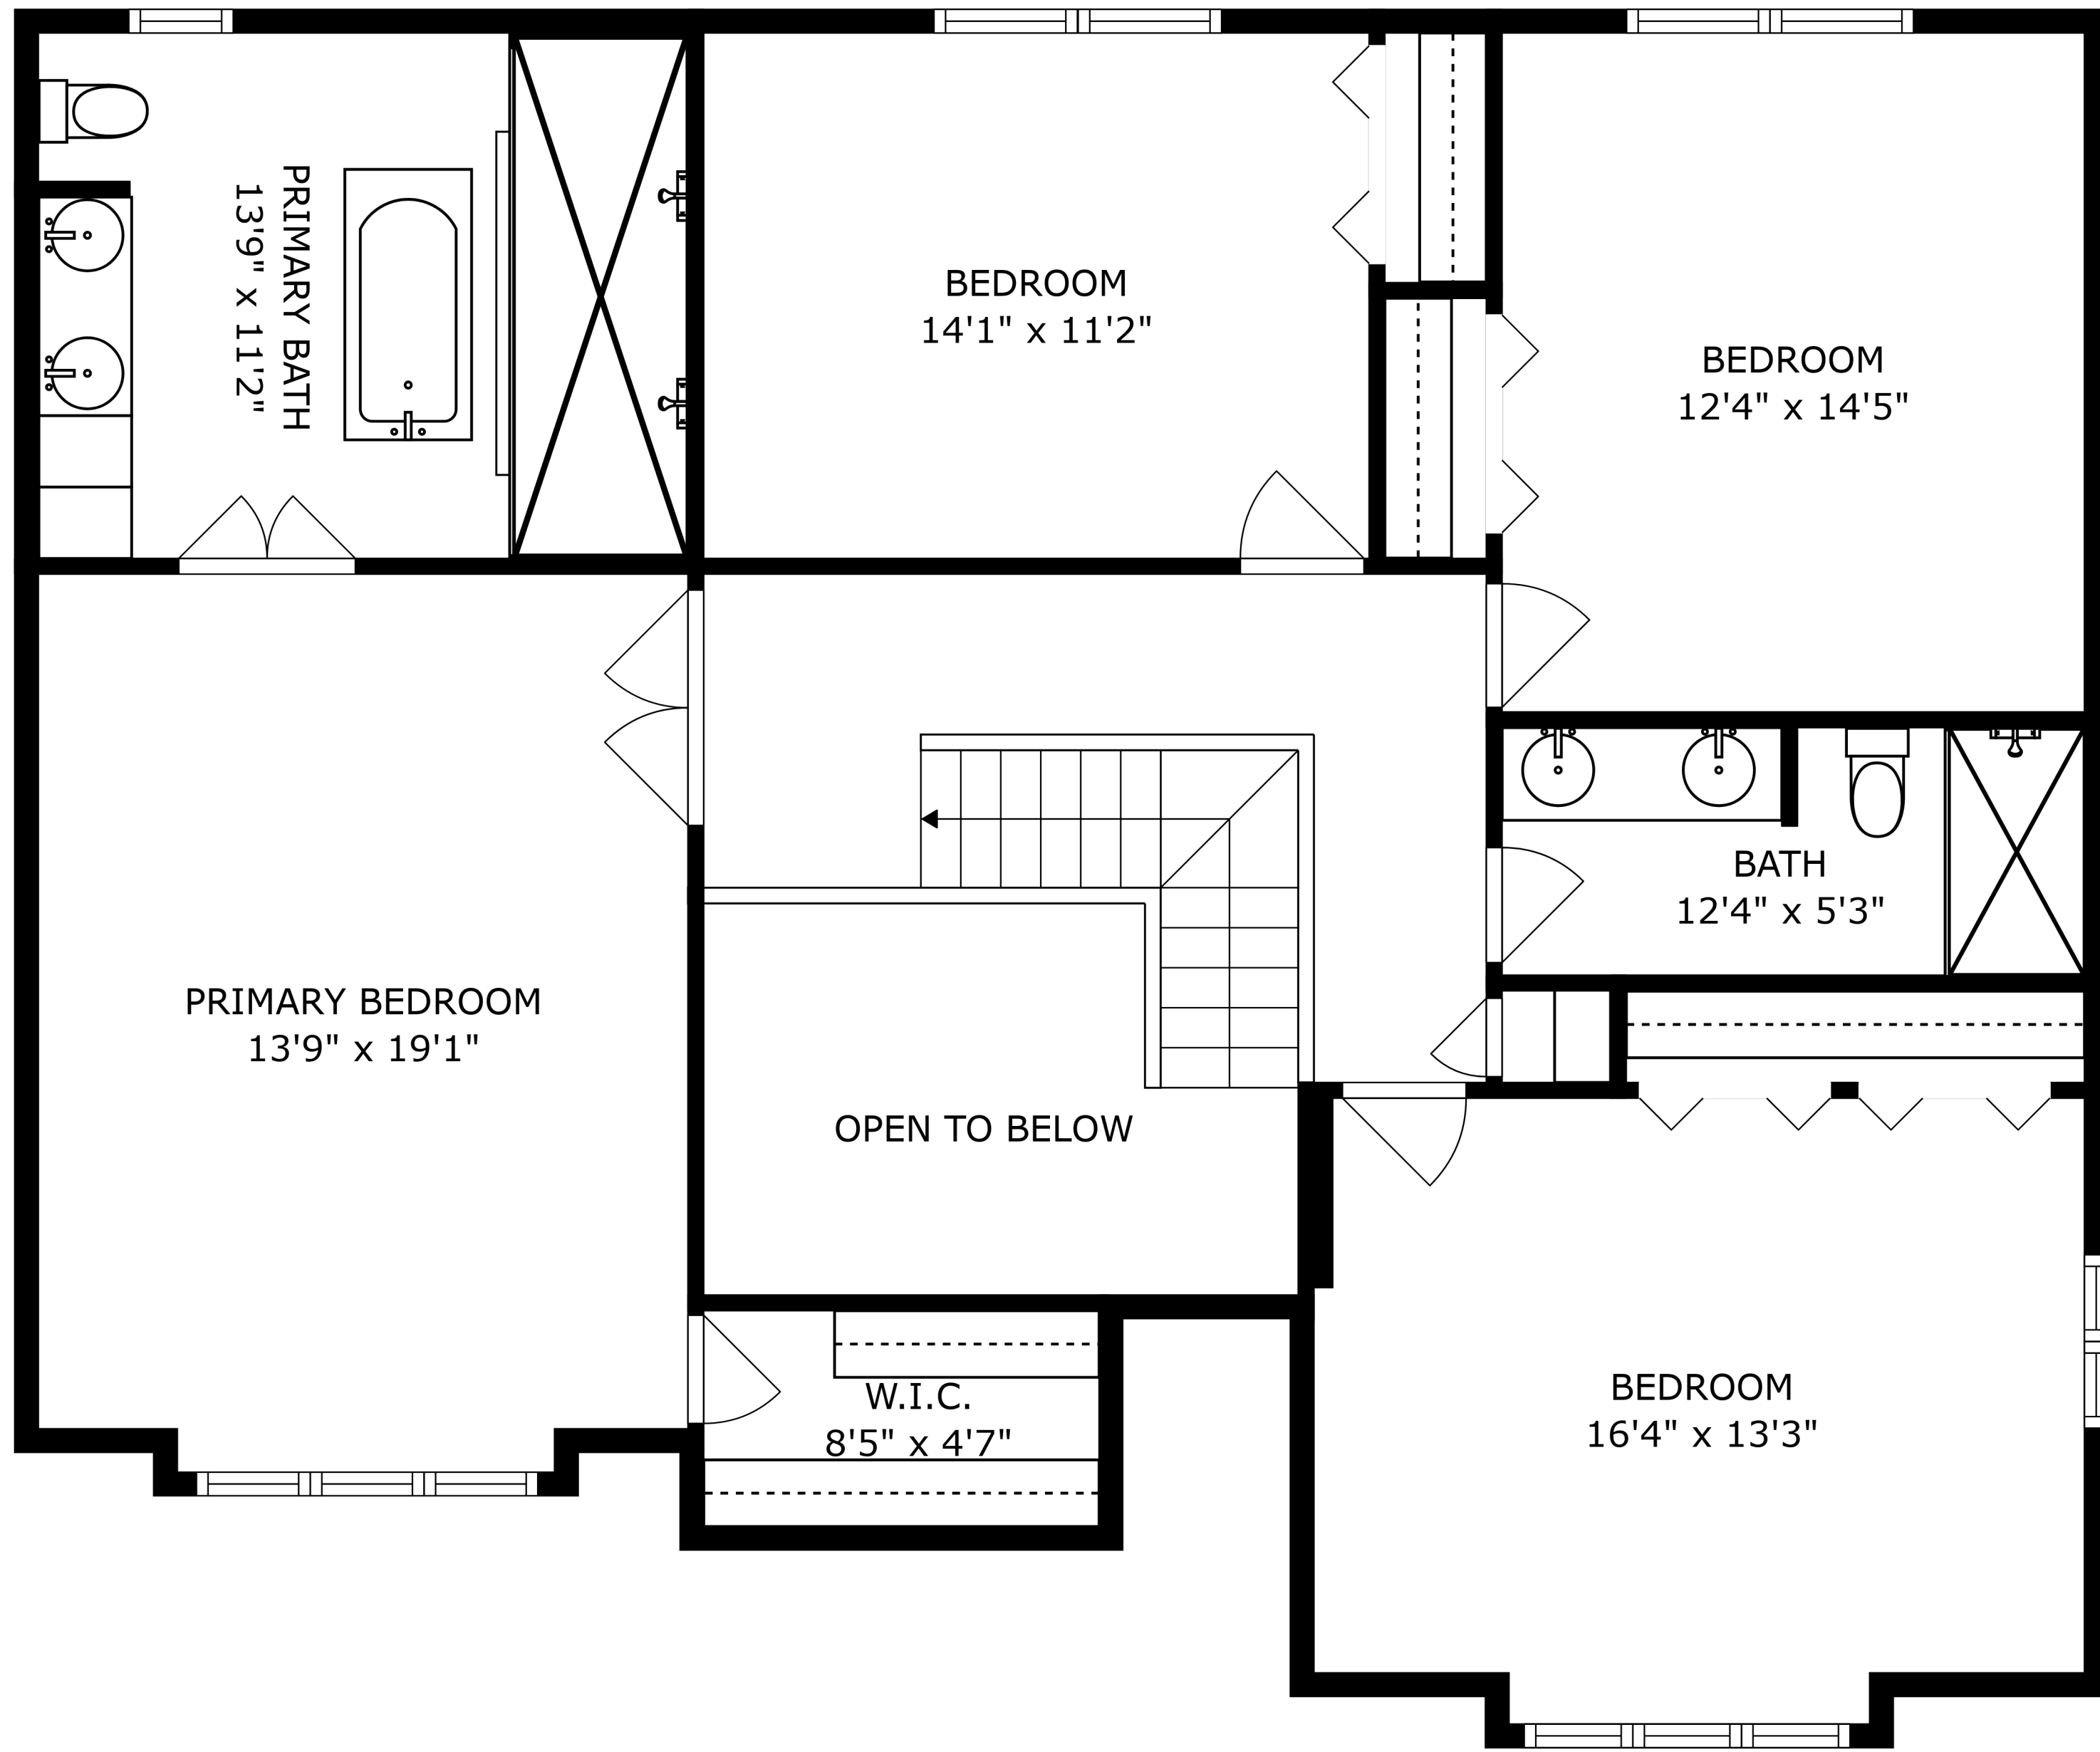 PRIMARY BATH
13'9" x 11'2"
BEDROOM
14'1" x 11'2"
BEDROOM
12'4" x 14'5"
BATH
12'4" x 5'3"
PRIMARY BEDROOM
13'9" x 19'1"
OPEN TO BELOW
W.I.C.
8'5" x 4'7"
BEDROOM
16'4" x 13'3"